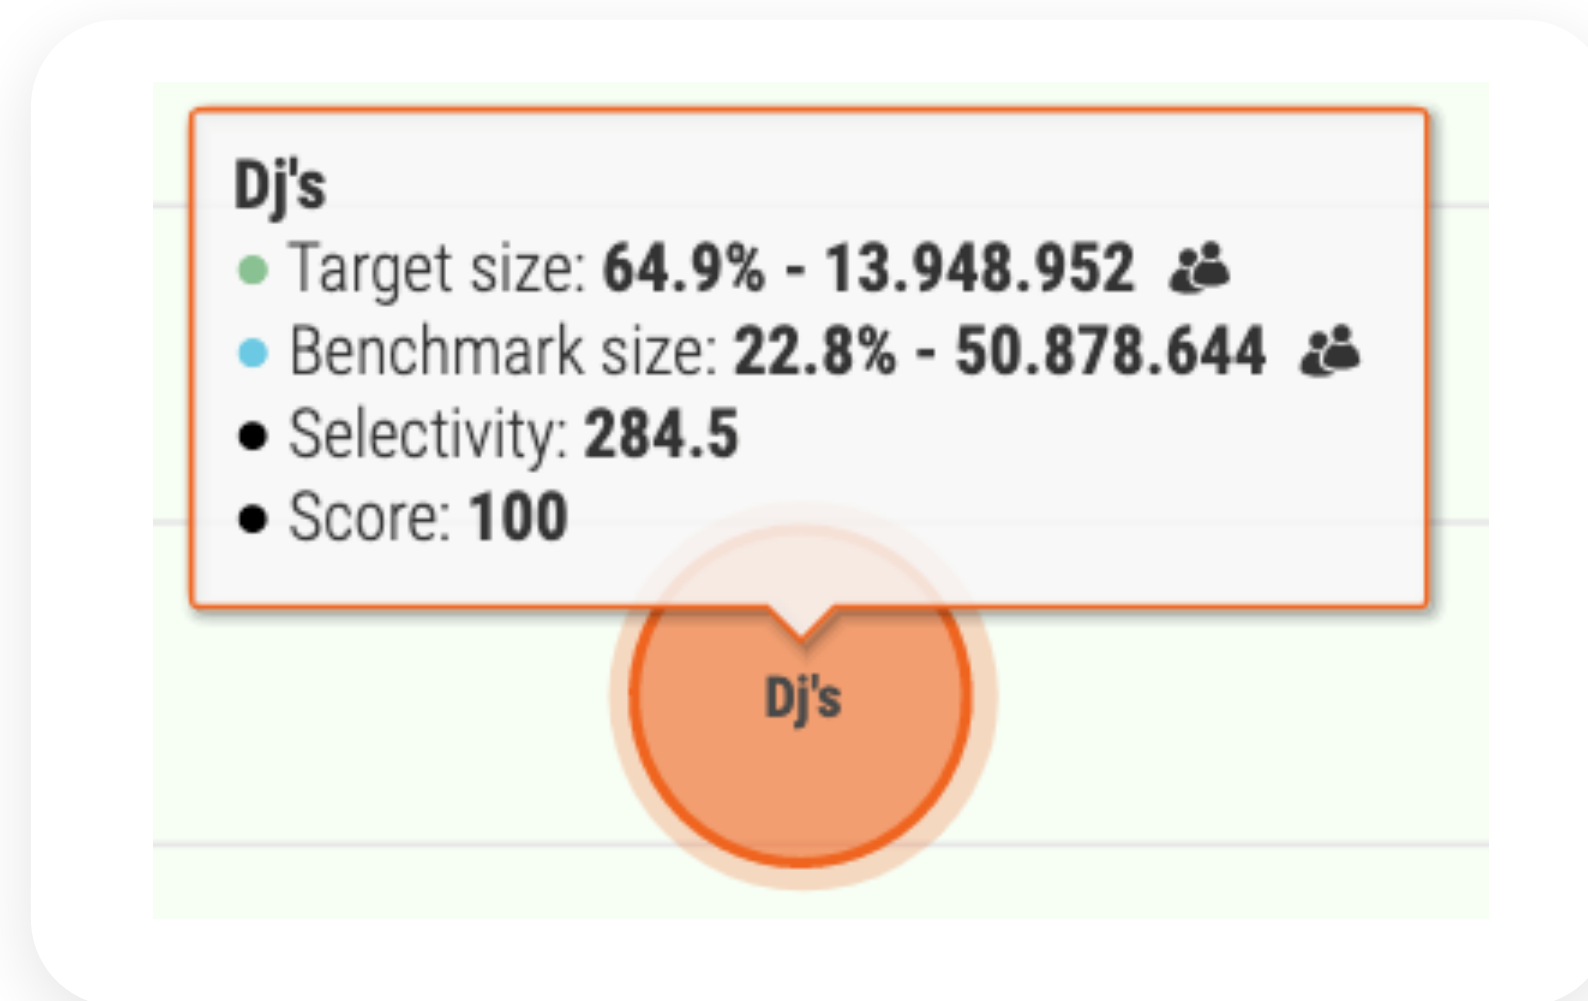 Dj's
Target size: 64.9% - 13.948.952
Benchmark size: 22.8% - 50.878.644
Selectivity: 284.5
Score: 100
Dj's